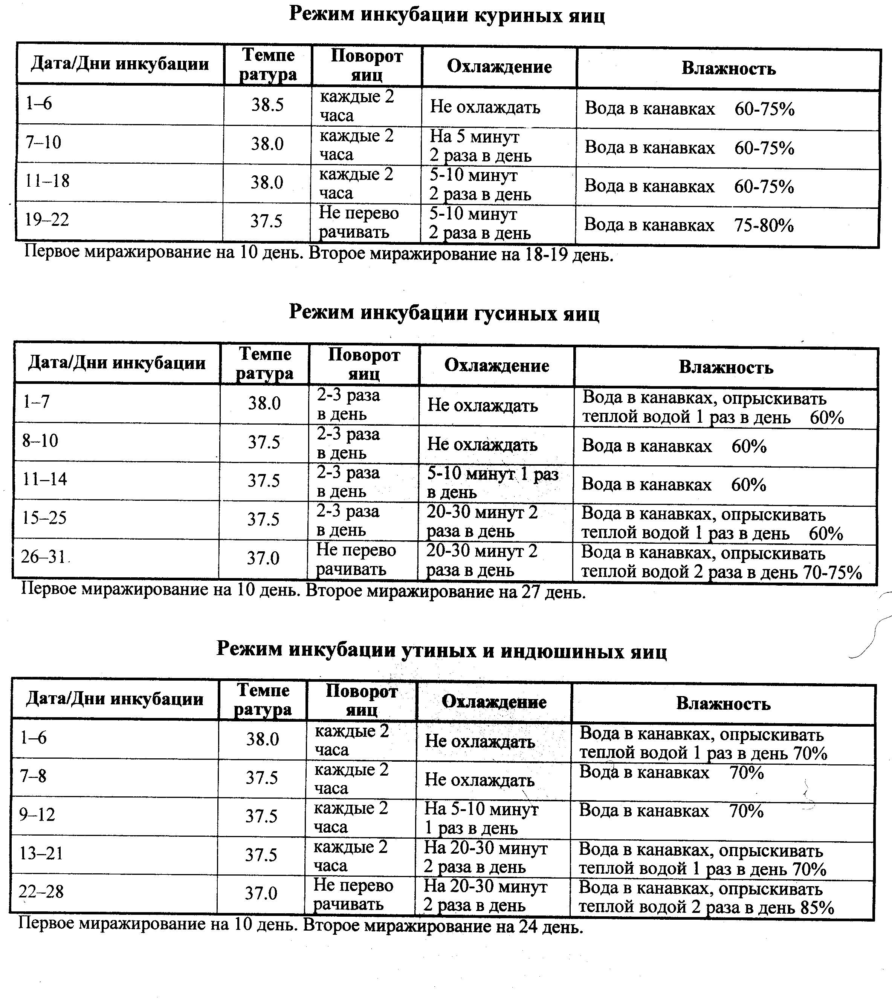 Режим инкубации куриных яиц
Дата/Дни инкубации Темпе Поворот Охлаждение Влажность
ратура яиц
1–6 38.5 каждые 2 Не охлаждать Вода в канавках 60-75%
часа
7–10 38.0 каждые 2 На 5 минут Вода в канавках 60-75%
часа 2 раза в день
11–18 38.0 каждые 2 5-10 минут Вода в канавках 60-75%
часа 2 раза в день
19–22 37.5 Не перево 5-10 минут Вода в канавках 75-80%
рачивать 2 раза в день
Первое миражирование на 10 день. Второе миражирование на 18-19 день.
Режим инкубации гусиных яиц
Дата/Дни инкубации Темпе Поворот Охлаждение Влажность
ратура яиц
1–7 38.0 2-3 раза Не охлаждать Вода в канавках, опрыскивать
в день теплой водой 1 раз в день 60%
8–10 37.5 2-3 раза Не охлаждать Вода в канавках 60%
в день
11–14 37.5 2-3 раза 5-10 минут 1 раз Вода в канавках 60%
в день в день
15–25 37.5 2-3 раза 20-30 минут 2 Вода в канавках, опрыскивать
в день раза в день теплой водой 1 раз в день 60%
26–31 37.0 Не перево 20-30 минут 2 Вода в канавках, опрыскивать
рачивать раза в день теплой водой 2 раза в день 70-75%
Первое миражирование на 10 день. Второе миражирование на 27 день.
Режим инкубации утиных и индюшиных яиц
Дата/Дни инкубации Темпе Поворот Охлаждение Влажность
ратура яиц
1–6 38.0 каждые 2 Не охлаждать Вода в канавках, опрыскивать
часа теплой водой 1 раз в день 70%
7–8 37.5 каждые 2 Не охлаждать Вода в канавках 70%
часа
9–12 37.5 каждые 2 На 5-10 минут Вода в канавках 70%
часа 1 раз в день
13–21 37.5 каждые 2 На 20-30 минут Вода в канавках, опрыскивать
часа 2 раза в день теплой водой 1 раз в день 70%
22–28 37.0 Не перево На 20-30 минут Вода в канавках, опрыскивать
рачивать 2 раза в день теплой водой 2 раза в день 85%
Первое миражирование на 10 день. Второе миражирование на 24 день.